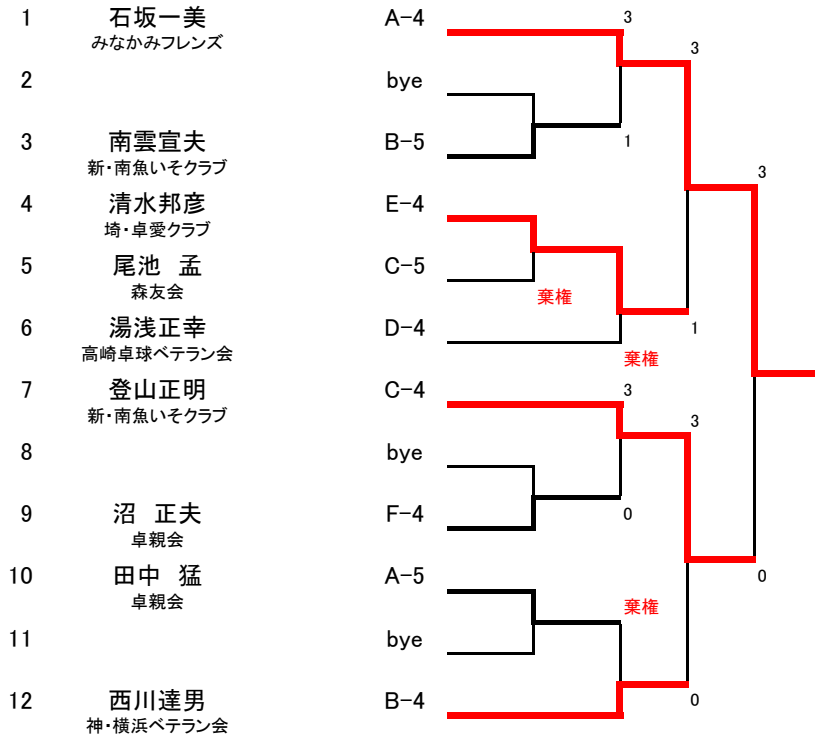 1 石坂一美 A-4
みなかみフレンズ
2 bye
3 南雲宣夫 B-5
新・南魚いそクラブ
4 清水邦彦 E-4
埼・卓愛クラブ
5 尾池 孟 C-5
森友会
6 湯浅正幸 D-4
高崎卓球ベテラン会
7 登山正明 C-4
新・南魚いそクラブ
8 bye
9 沼 正夫 F-4
卓親会
10 田中 猛 A-5
卓親会
11 bye
12 西川達男 B-4
神・横浜ベテラン会
3
1
棄権
棄権
3
0
棄権
3
1
3
0
3
0